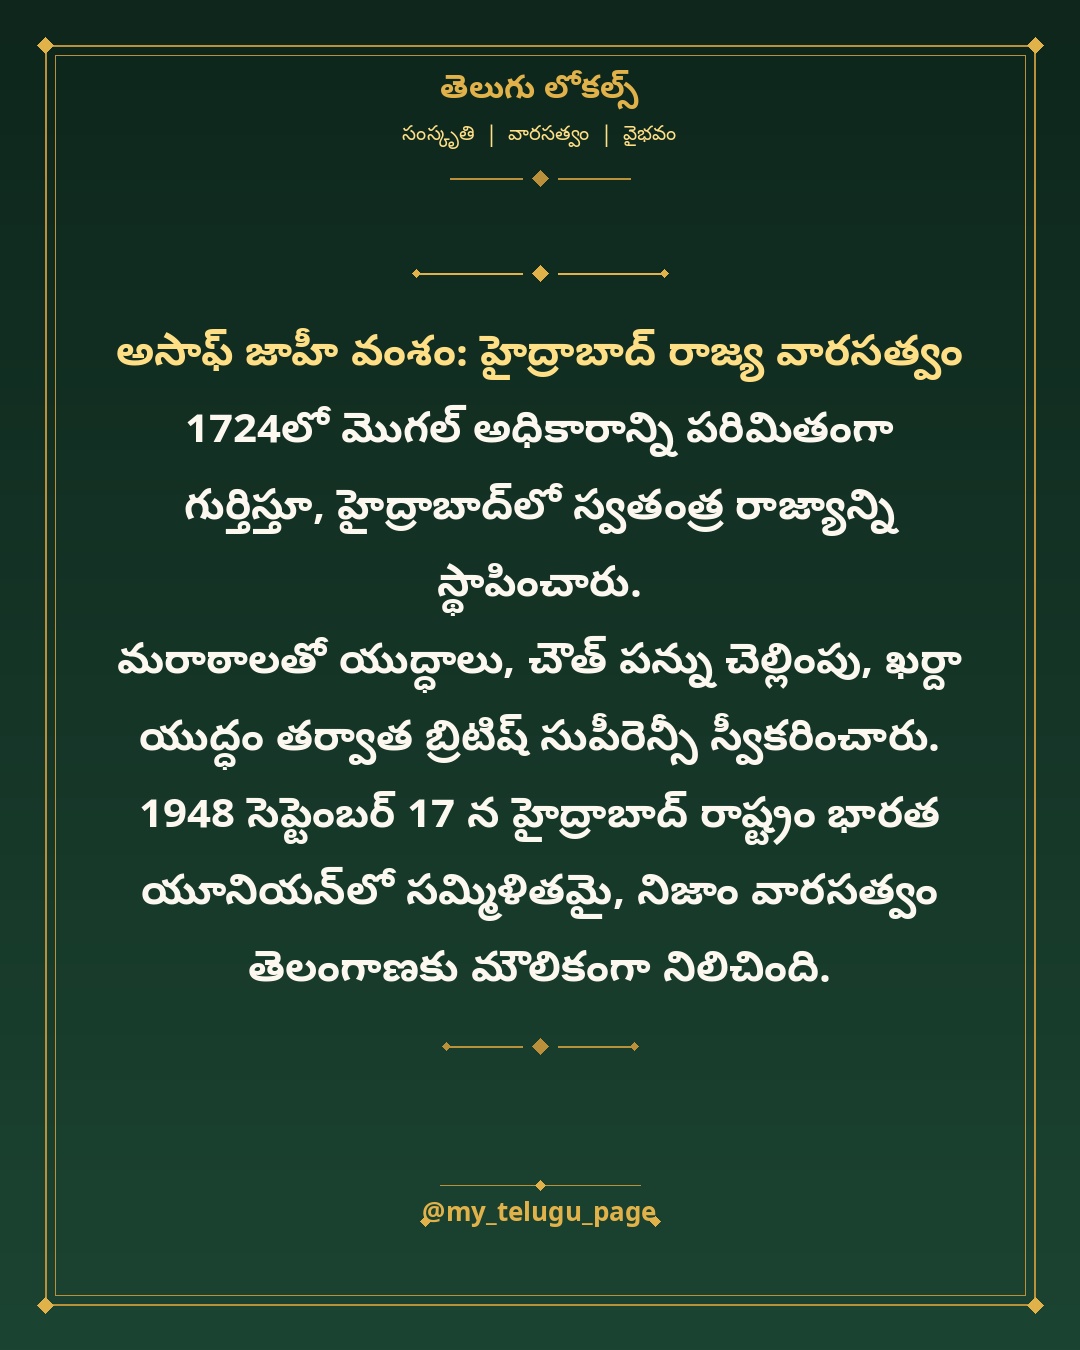 తెలుగు లోకల్స్
సంస్కృతి | వారసత్వం | వైభవం
అసాఫ్ జాహీ వంశం: హైద్రాబాద్ రాజ్య వారసత్వం
1724లో మొగల్ అధికారాన్ని పరిమితంగా
గుర్తిస్తూ, హైద్రాబాద్‌లో స్వతంత్ర రాజ్యాన్ని
స్థాపించారు.
మరాఠాలతో యుద్ధాలు, చౌత్ పన్ను చెల్లింపు, ఖర్దా
యుద్ధం తర్వాత బ్రిటిష్ సుపీరెన్సీ స్వీకరించారు.
1948 సెప్టెంబర్ 17 న హైద్రాబాద్ రాష్ట్రం భారత
యూనియన్‌లో సమ్మిళితమై, నిజాం వారసత్వం
తెలంగాణకు మౌలికంగా నిలిచింది.
@my_telugu_page